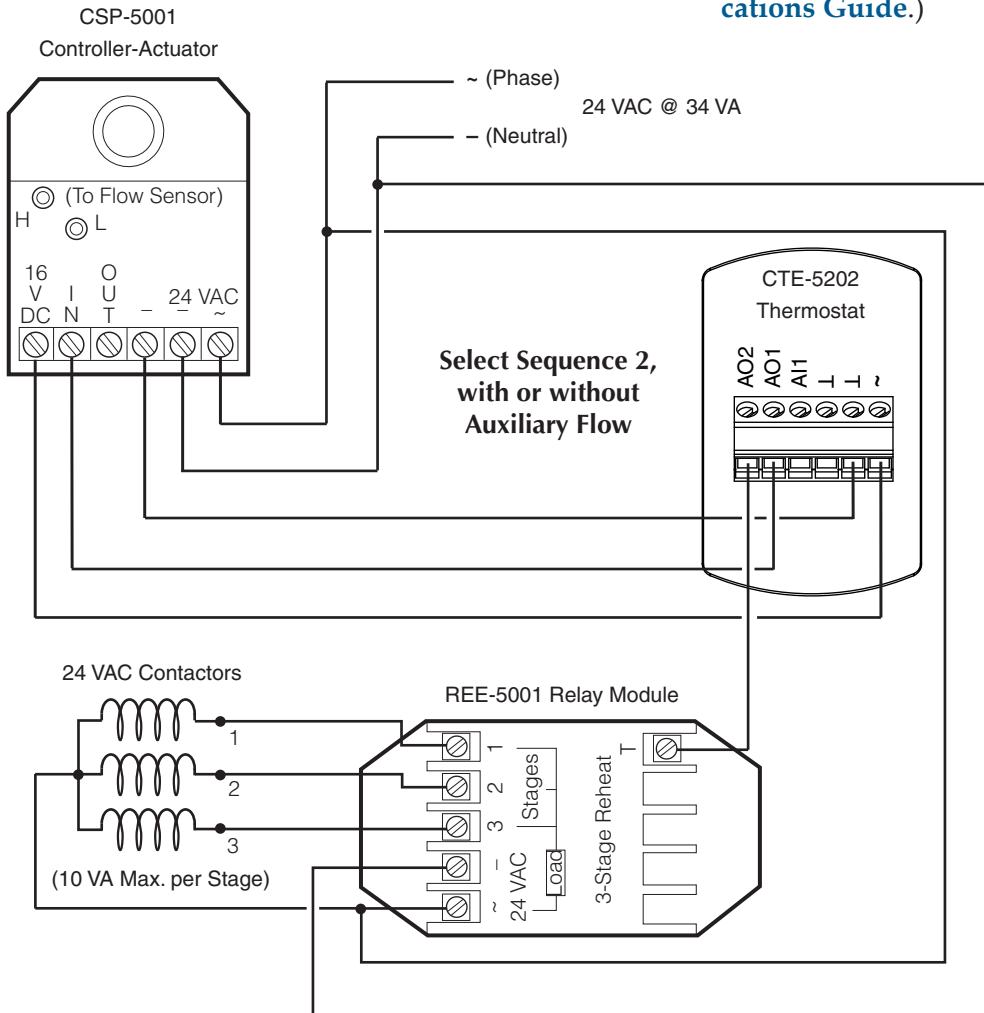 cations Guide.)
CSP-5001
Controller-Actuator
~ (Phase)
24 VAC @ 34 VA
– (Neutral)
(To Flow Sensor)
H
L
16
V
DC
I
N
O
U
T
–
24 VAC
–
~
CTE-5202
Thermostat
AO2
AO1
AI1
⊥
⊥
~
Select Sequence 2,
with or without
Auxiliary Flow
24 VAC Contactors
1
2
3
(10 VA Max. per Stage)
REE-5001 Relay Module
1
2
3
–
~
Stages
24 VAC
Load
3-Stage Reheat
T